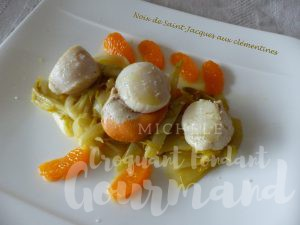 Noix de Saint-Jacques aux clémentines
MICHÈLE
Croquant Fondant
Gourmand